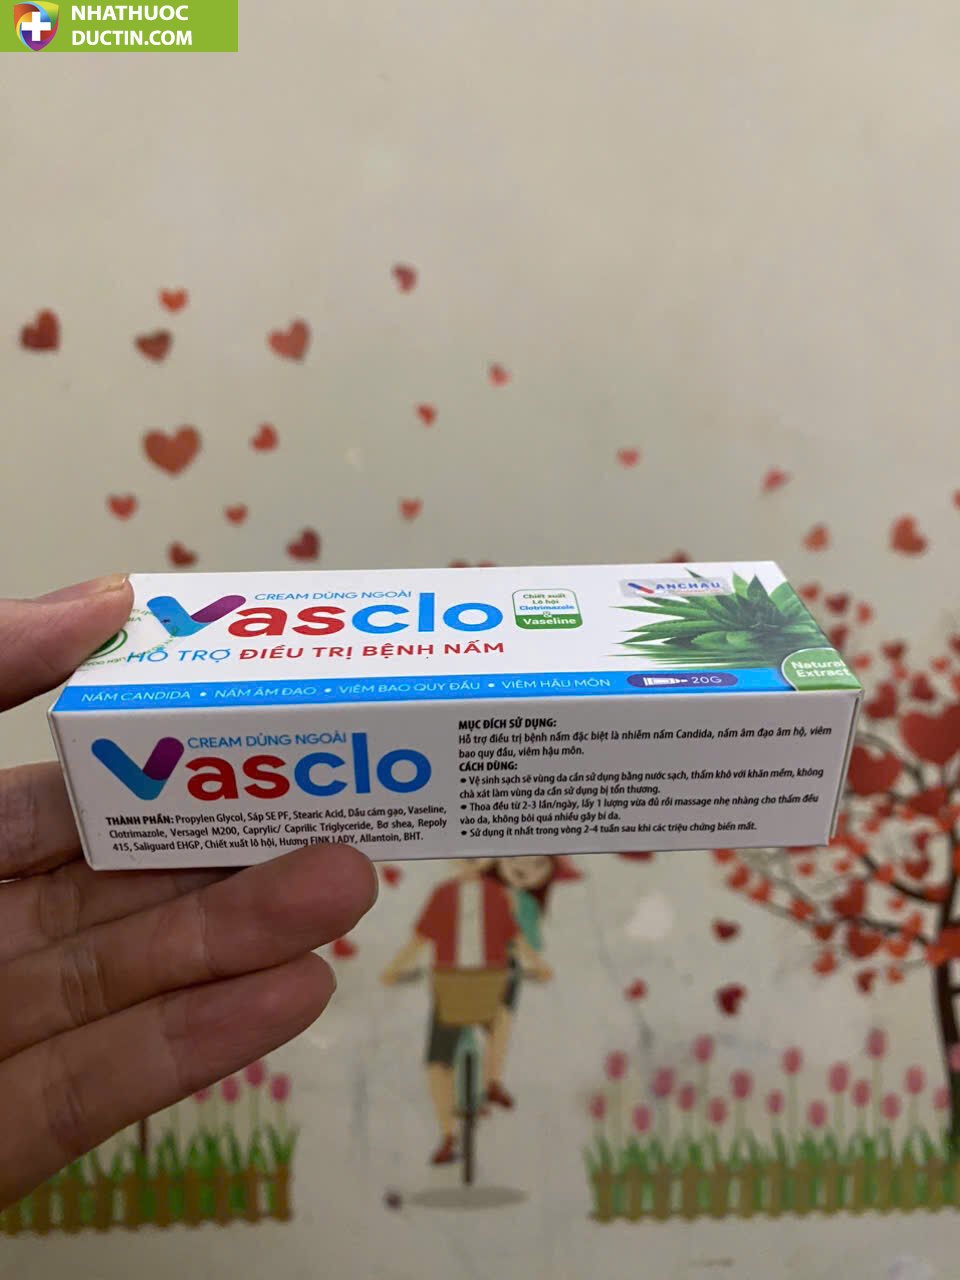 NHATHUOC
DUCTIN.COM
CREAM DÙNG NGOÀI
Vasclo
HỖ TRỢ ĐIỀU TRỊ BỆNH NẤM
Chiết xuất
Lô hội
Clotrimazole
&
Vaseline
ANCHAU
Natural
Extract
NẤM CANDIDA • NẤM ÂM ĐẠO • VIÊM BAO QUY ĐẦU • VIÊM HẬU MÔN
20G
CREAM DÙNG NGOÀI
Vasclo
THÀNH PHẦN: Propylen Glycol, Sáp SE PF, Stearic Acid, Dầu cám gạo, Vaseline,
Clotrimazole, Versagel M200, Caprylic/ Caprilic Triglyceride, Bơ shea, Repoly
415, Saliguard EHGP, Chiết xuất lô hội, Hương FINK LADY, Allantoin, BHT.
MỤC ĐÍCH SỬ DỤNG:
Hỗ trợ điều trị bệnh nấm đặc biệt là nhiễm nấm Candida, nấm âm đạo âm hộ, viêm
bao quy đầu, viêm hậu môn.
CÁCH DÙNG:
• Vệ sinh sạch sẽ vùng da cần sử dụng bằng nước sạch, thấm khô với khăn mềm, không
chà xát làm vùng da cần sử dụng bị tổn thương.
• Thoa đều từ 2-3 lần/ngày, lấy 1 lượng vừa đủ rồi massage nhẹ nhàng cho thấm đều
vào da, không bôi quá nhiều gây bí da.
• Sử dụng ít nhất trong vòng 2-4 tuần sau khi các triệu chứng biến mất.